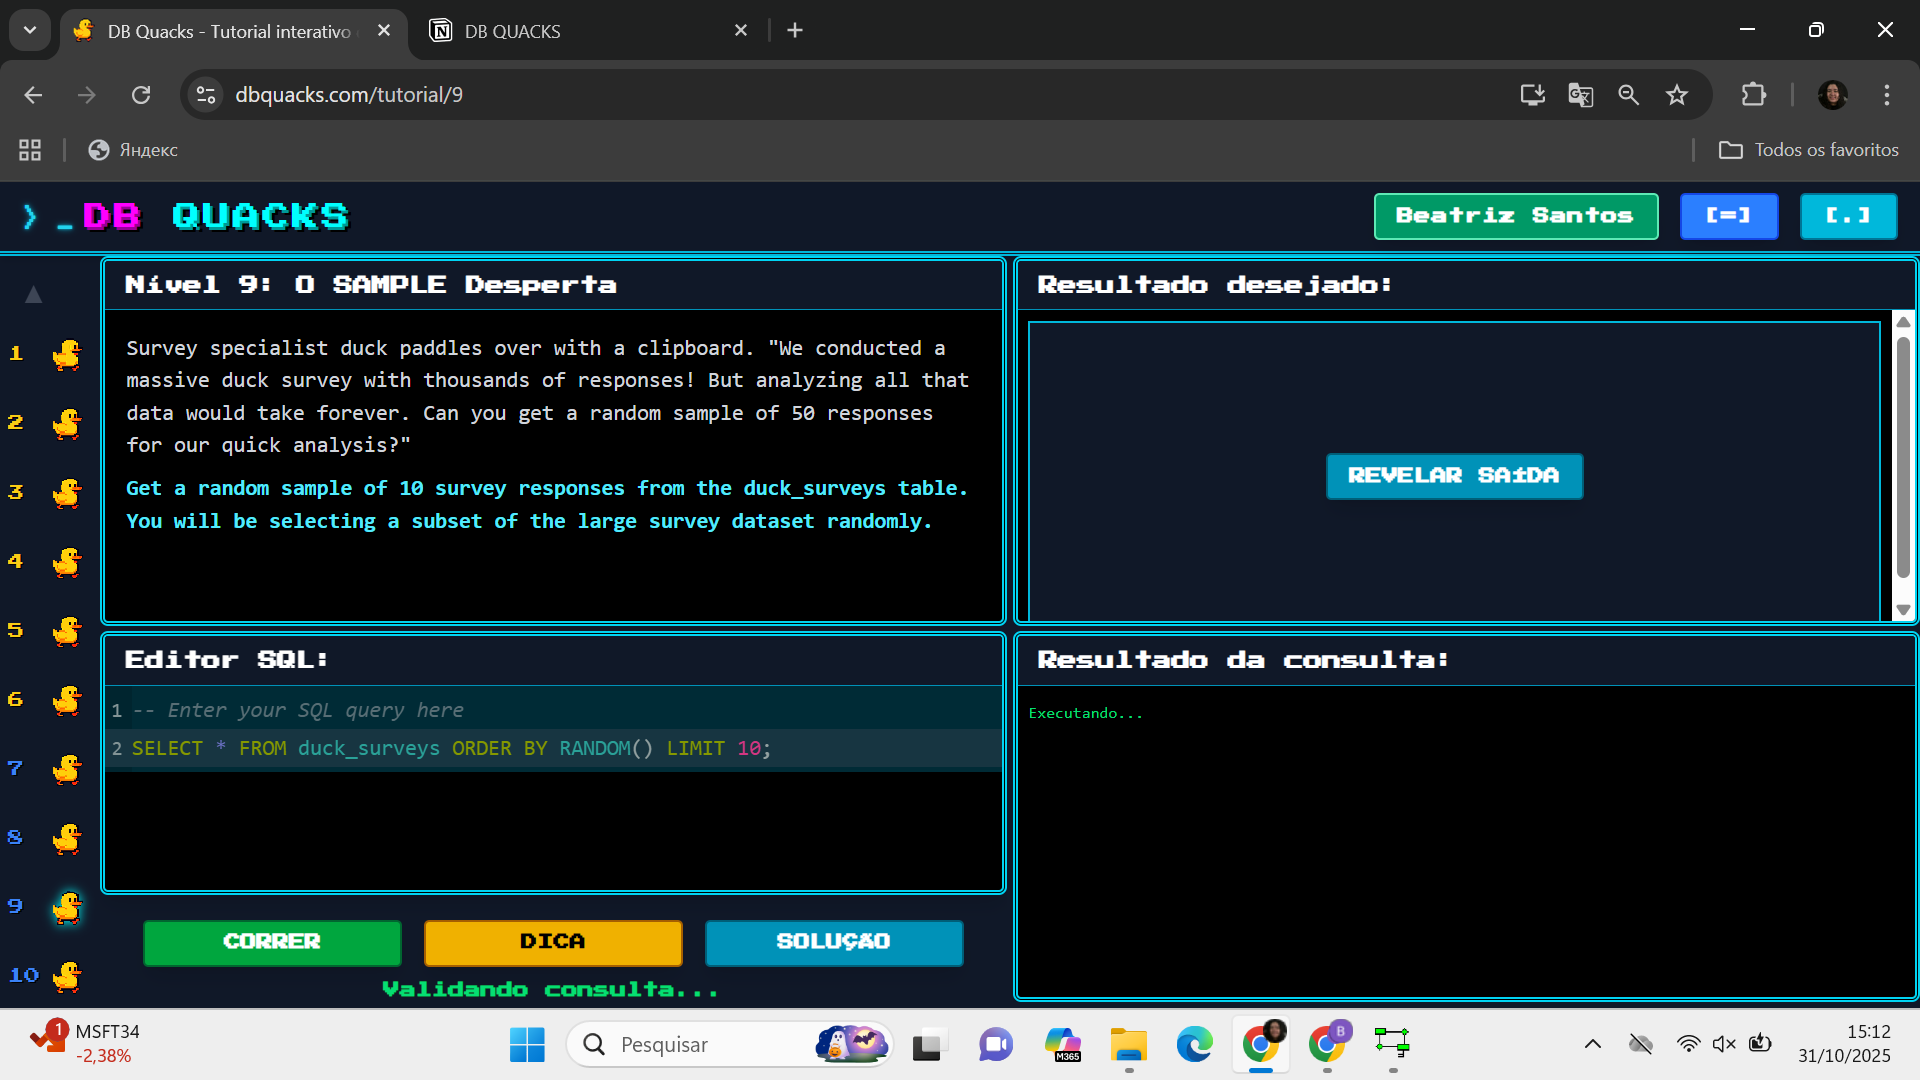 DB Quacks - Tutorial interativo
DB QUACKS
dbquacks.com/tutorial/9
Яндекс
Todos os favoritos
_DB QUACKS
Beatriz Santos
[=]
[.]
Nível 9: O SAMPLE Desperta
Survey specialist duck paddles over with a clipboard. "We conducted a
massive duck survey with thousands of responses! But analyzing all that
data would take forever. Can you get a random sample of 50 responses
for our quick analysis?"
Get a random sample of 10 survey responses from the duck_surveys table.
You will be selecting a subset of the large survey dataset randomly.
Resultado desejado:
REVELAR SAíDA
1
2
3
4
5
6
7
8
9
10
Editor SQL:
1 -- Enter your SQL query here
2 SELECT * FROM duck_surveys ORDER BY RANDOM() LIMIT 10;
CORRER
DICA
SOLUÇÃO
Validando consulta...
Resultado da consulta:
Executando...
1
MSFT34
-2,38%
Pesquisar
M365
B
15:12
31/10/2025